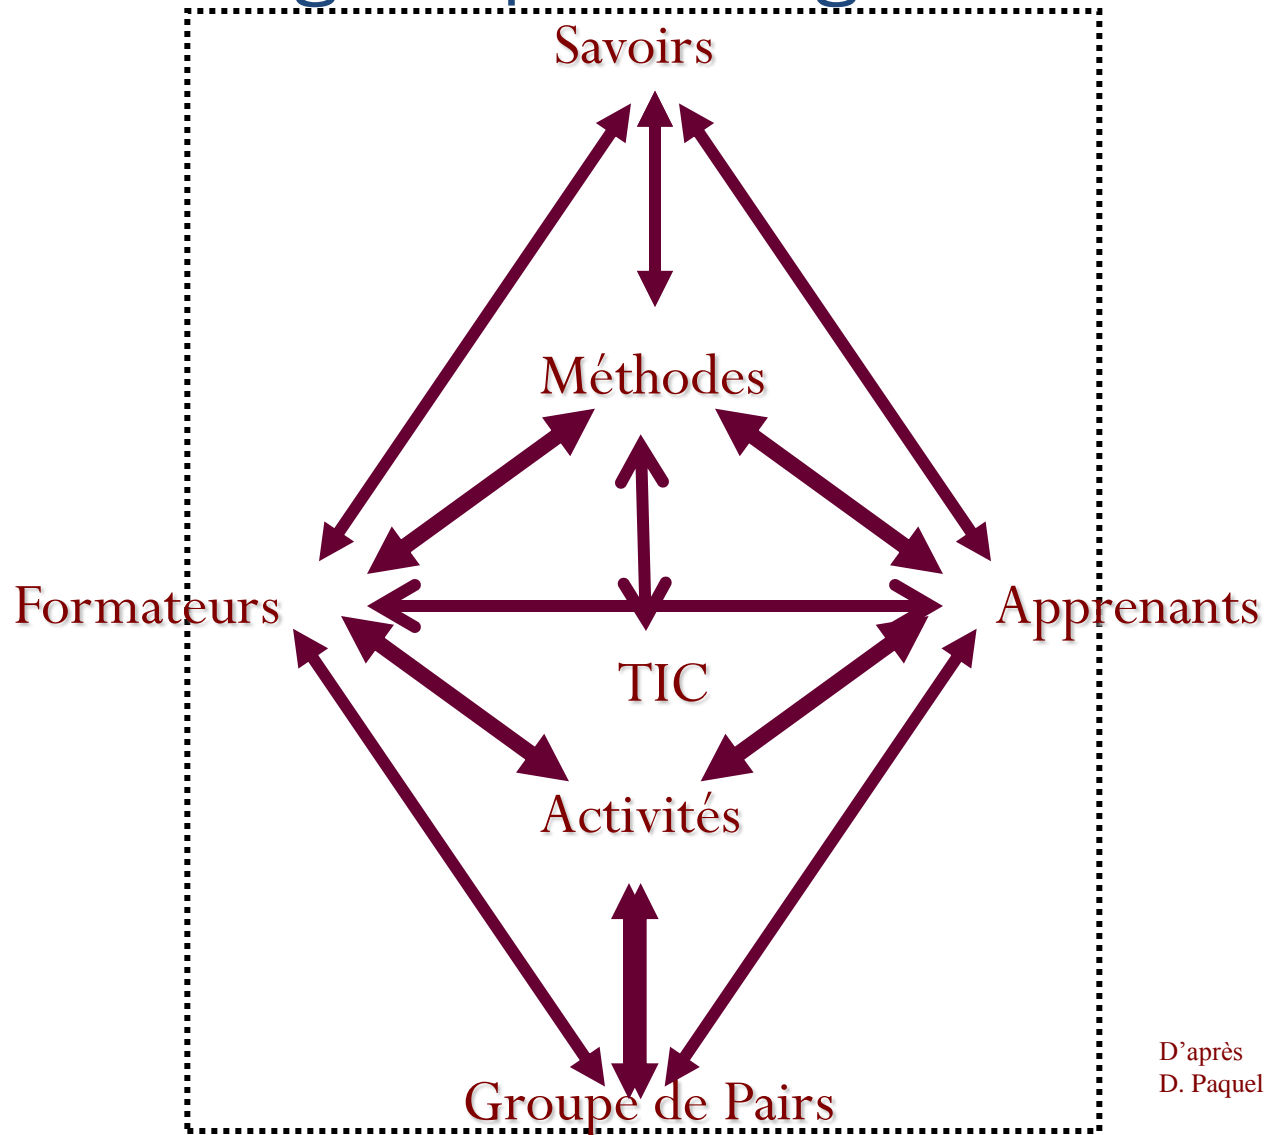 Savoirs
Méthodes
Formateurs
Apprenants
TIC
Activités
D'après
D. Paquel
Groupe de Pairs